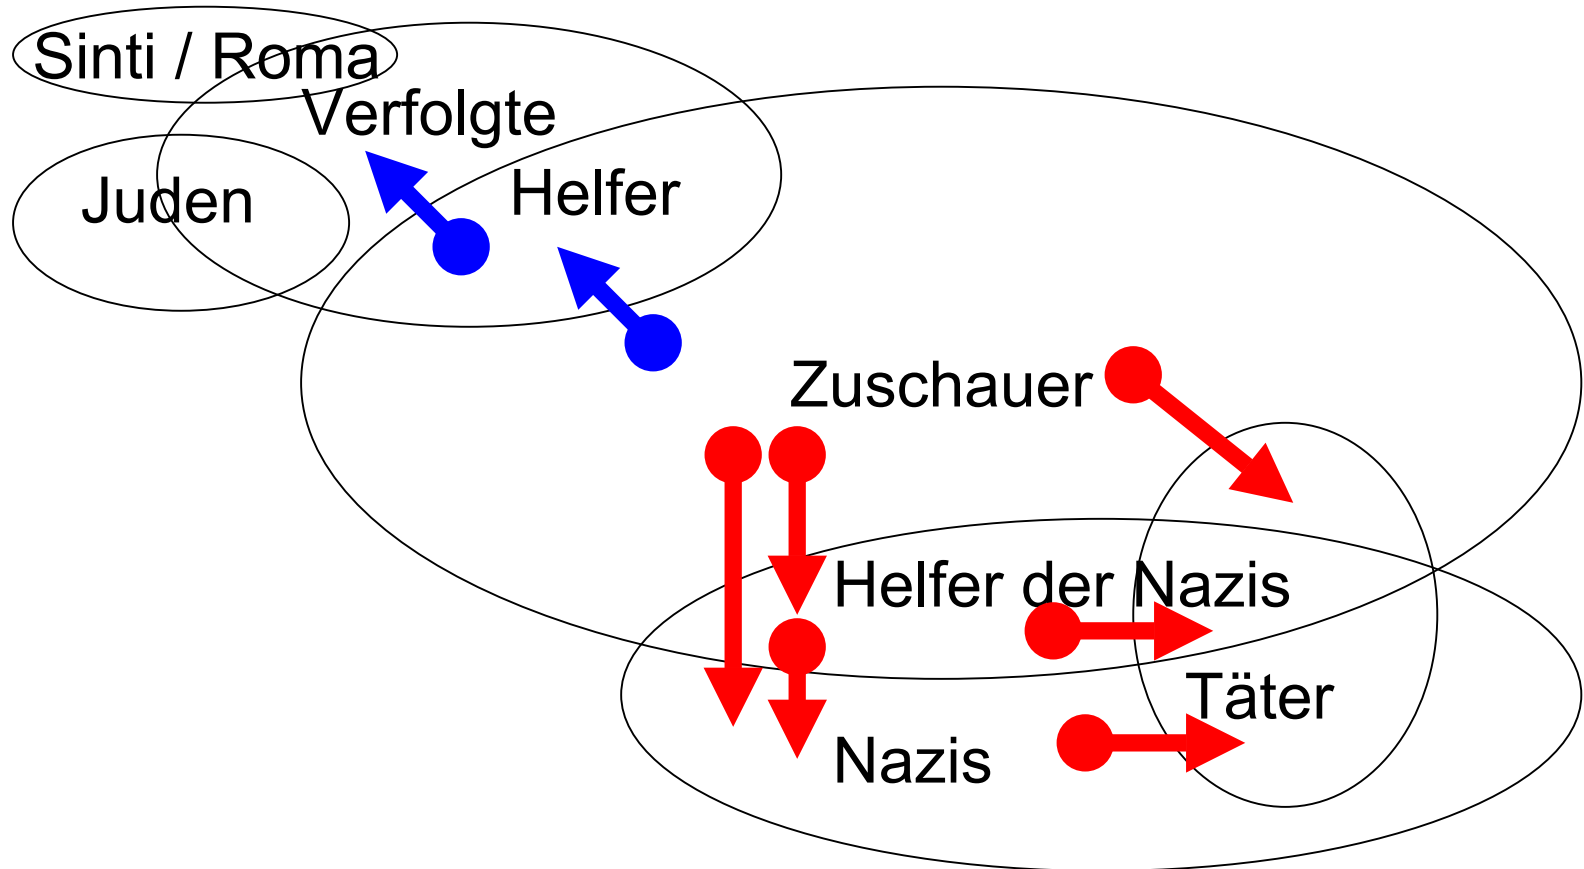 Sinti / Roma
Verfolgte
Juden
Helfer
Zuschauer
Helfer der Nazis
Täter
Nazis